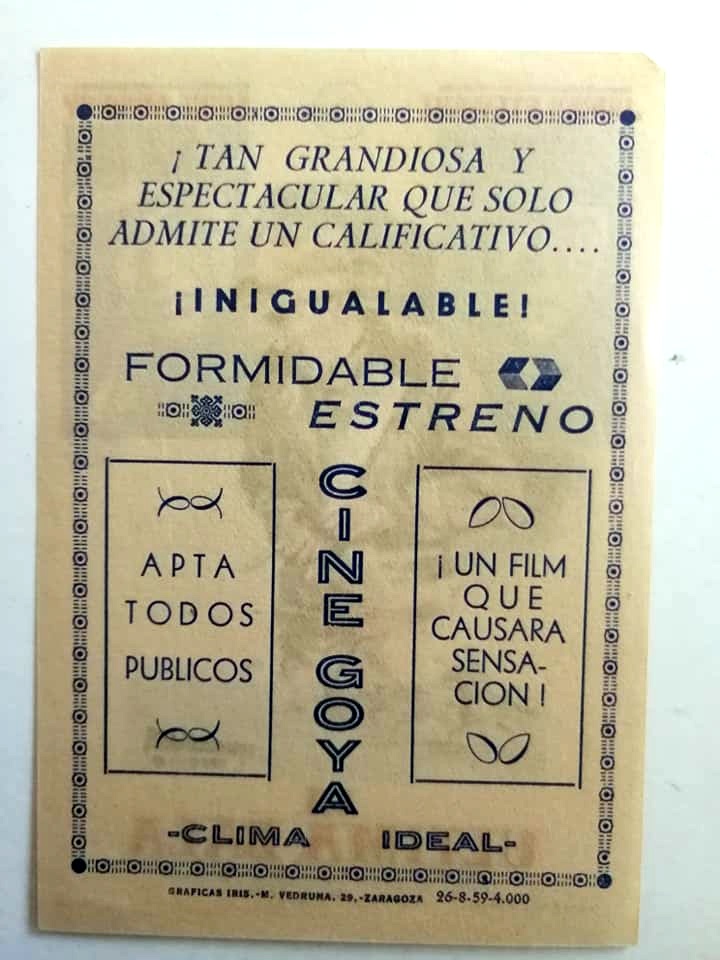 ¡ TAN GRANDIOSA Y
ESPECTACULAR QUE SOLO
ADMITE UN CALIFICATIVO....
¡INIGUALABLE!
FORMIDABLE
ESTRENO
APTA
TODOS
PUBLICOS
CINE GOYA
¡ UN FILM
QUE
CAUSARA
SENSA-
CION !
-CLIMA IDEAL-
GRAFICAS IRIS.-M. VEDRUNA, 29.-ZARAGOZA 26-8-59-4.000